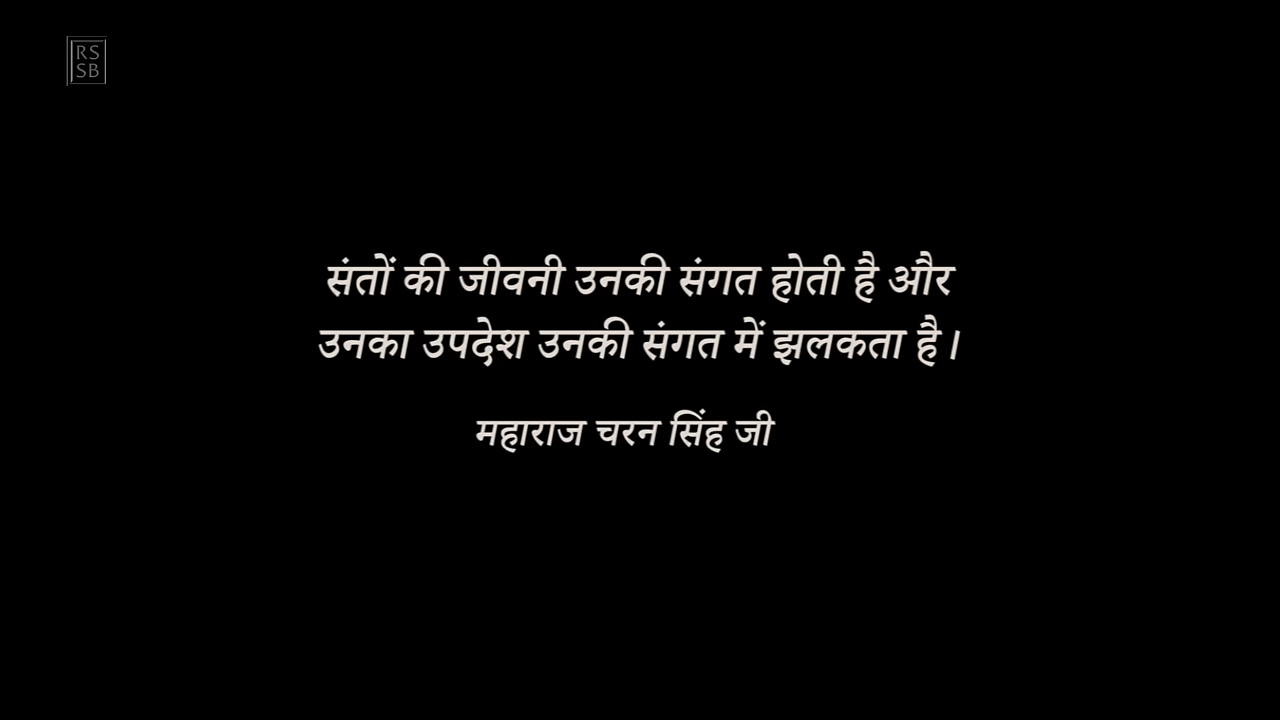 RS
SB
संतों की जीवनी उनकी संगत होती है और
उनका उपदेश उनकी संगत में झलकता है।
महाराज चरन सिंह जी